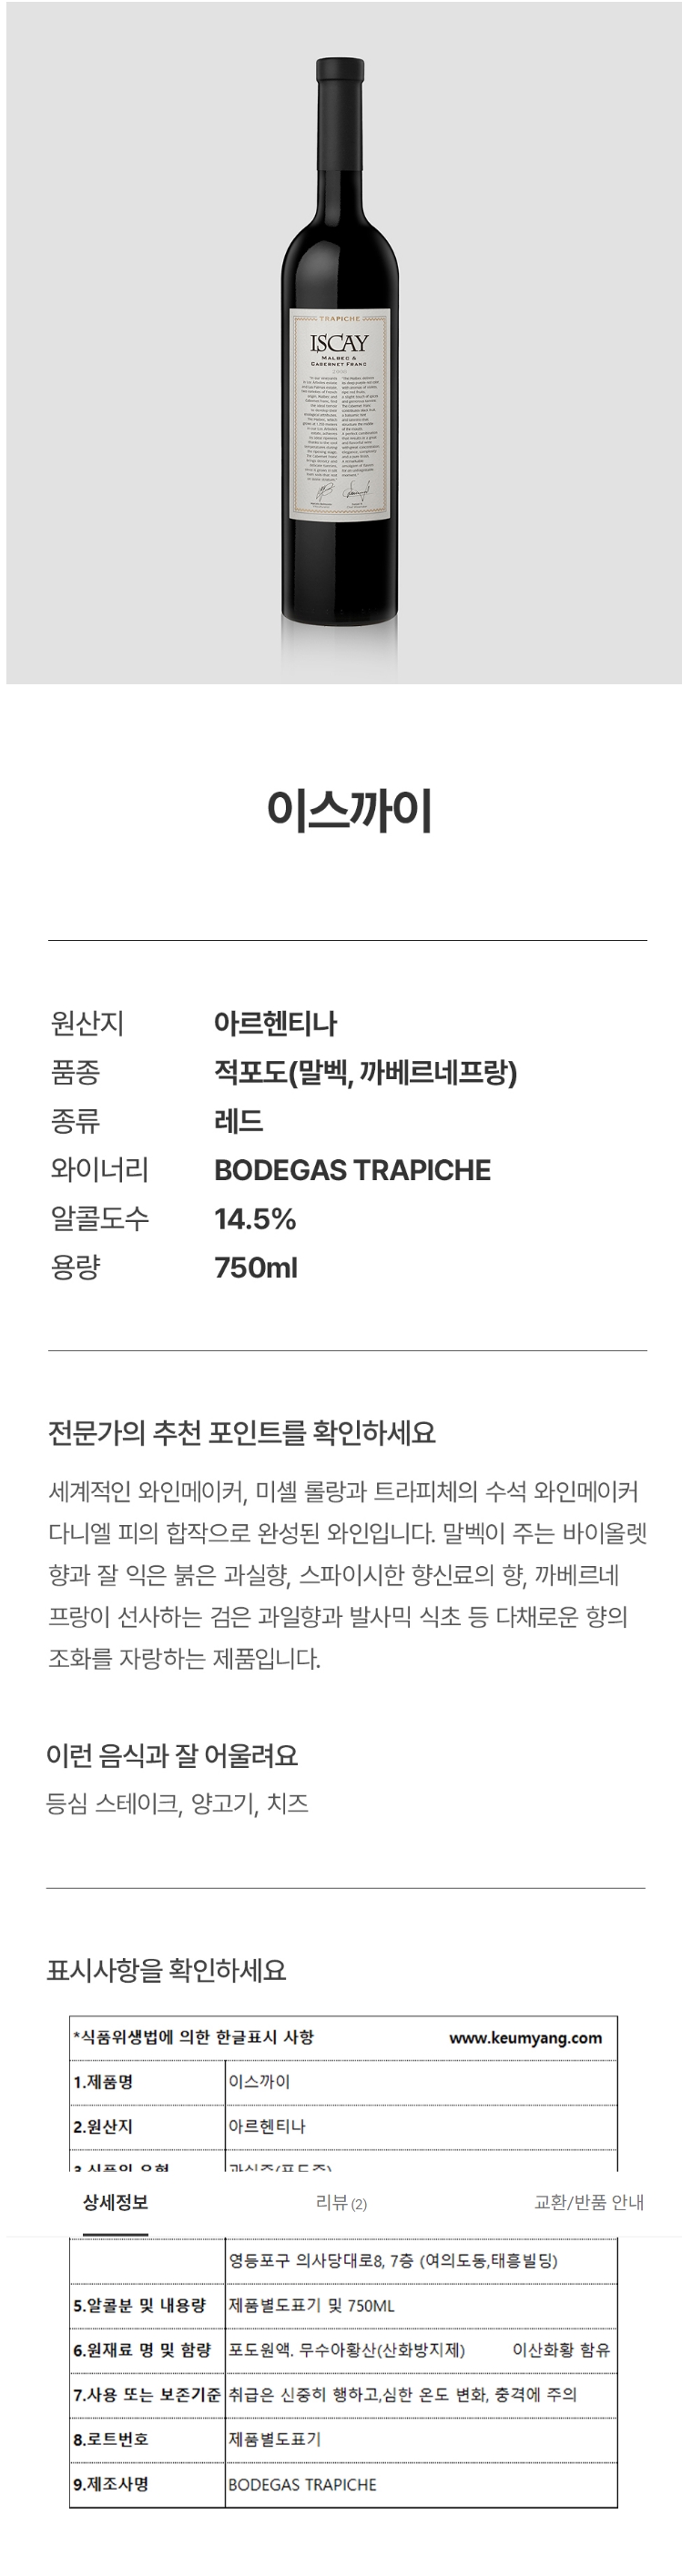 TRAPICHE
ISCAY
MALBEC &
CABERNET FRANC
이스까이
원산지 아르헨티나
품종 적포도(말벡, 까베르네프랑)
종류 레드
와이너리 BODEGAS TRAPICHE
알콜도수 14.5%
용량 750ml
전문가의 추천 포인트를 확인하세요
세계적인 와인메이커, 미셸 롤랑과 트라피체의 수석 와인메이커
다니엘 피의 합작으로 완성된 와인입니다. 말벡이 주는 바이올렛
향과 잘 익은 붉은 과실향, 스파이시한 향신료의 향, 까베르네
프랑이 선사하는 검은 과일향과 발사믹 식초 등 다채로운 향의
조화를 자랑하는 제품입니다.
이런 음식과 잘 어울려요
등심 스테이크, 양고기, 치즈
표시사항을 확인하세요
*식품위생법에 의한 한글표시 사항 www.keumyang.com
1.제품명 이스까이
2.원산지 아르헨티나
3.식품의 유형 과실주(포도주)
상세정보 리뷰 (2) 교환/반품 안내
영등포구 의사당대로8, 7층 (여의도동,태흥빌딩)
5.알콜분 및 내용량 제품별도표기 및 750ML
6.원재료 명 및 함량 포도원액. 무수아황산(산화방지제) 이산화황 함유
7.사용 또는 보존기준 취급은 신중히 행하고,심한 온도 변화, 충격에 주의
8.로트번호 제품별도표기
9.제조사명 BODEGAS TRAPICHE